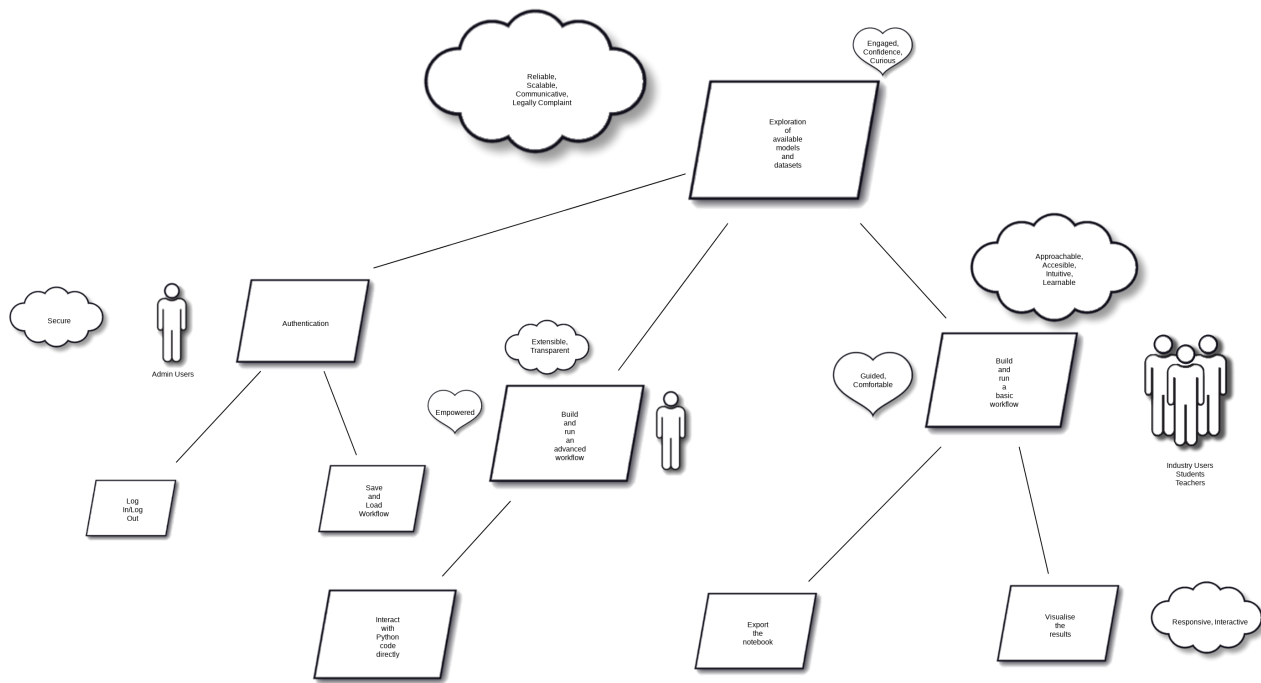 Engaged,
Confidence,
Curious
Reliable,
Scalable,
Communicative,
Legally Complaint
Exploration
of
available
models
and
datasets
Approachable,
Accesible,
Intuitive,
Learnable
Secure
Authentication
Admin Users
Extensible,
Transparent
Empowered
Build
and
run
an
advanced
workflow
Guided,
Comfortable
Build
and
run
a
basic
workflow
Industry Users
Students
Teachers
Log
In/Log
Out
Save
and
Load
Workflow
Interact
with
Python
code
directly
Export
the
notebook
Visualise
the
results
Responsive, Interactive